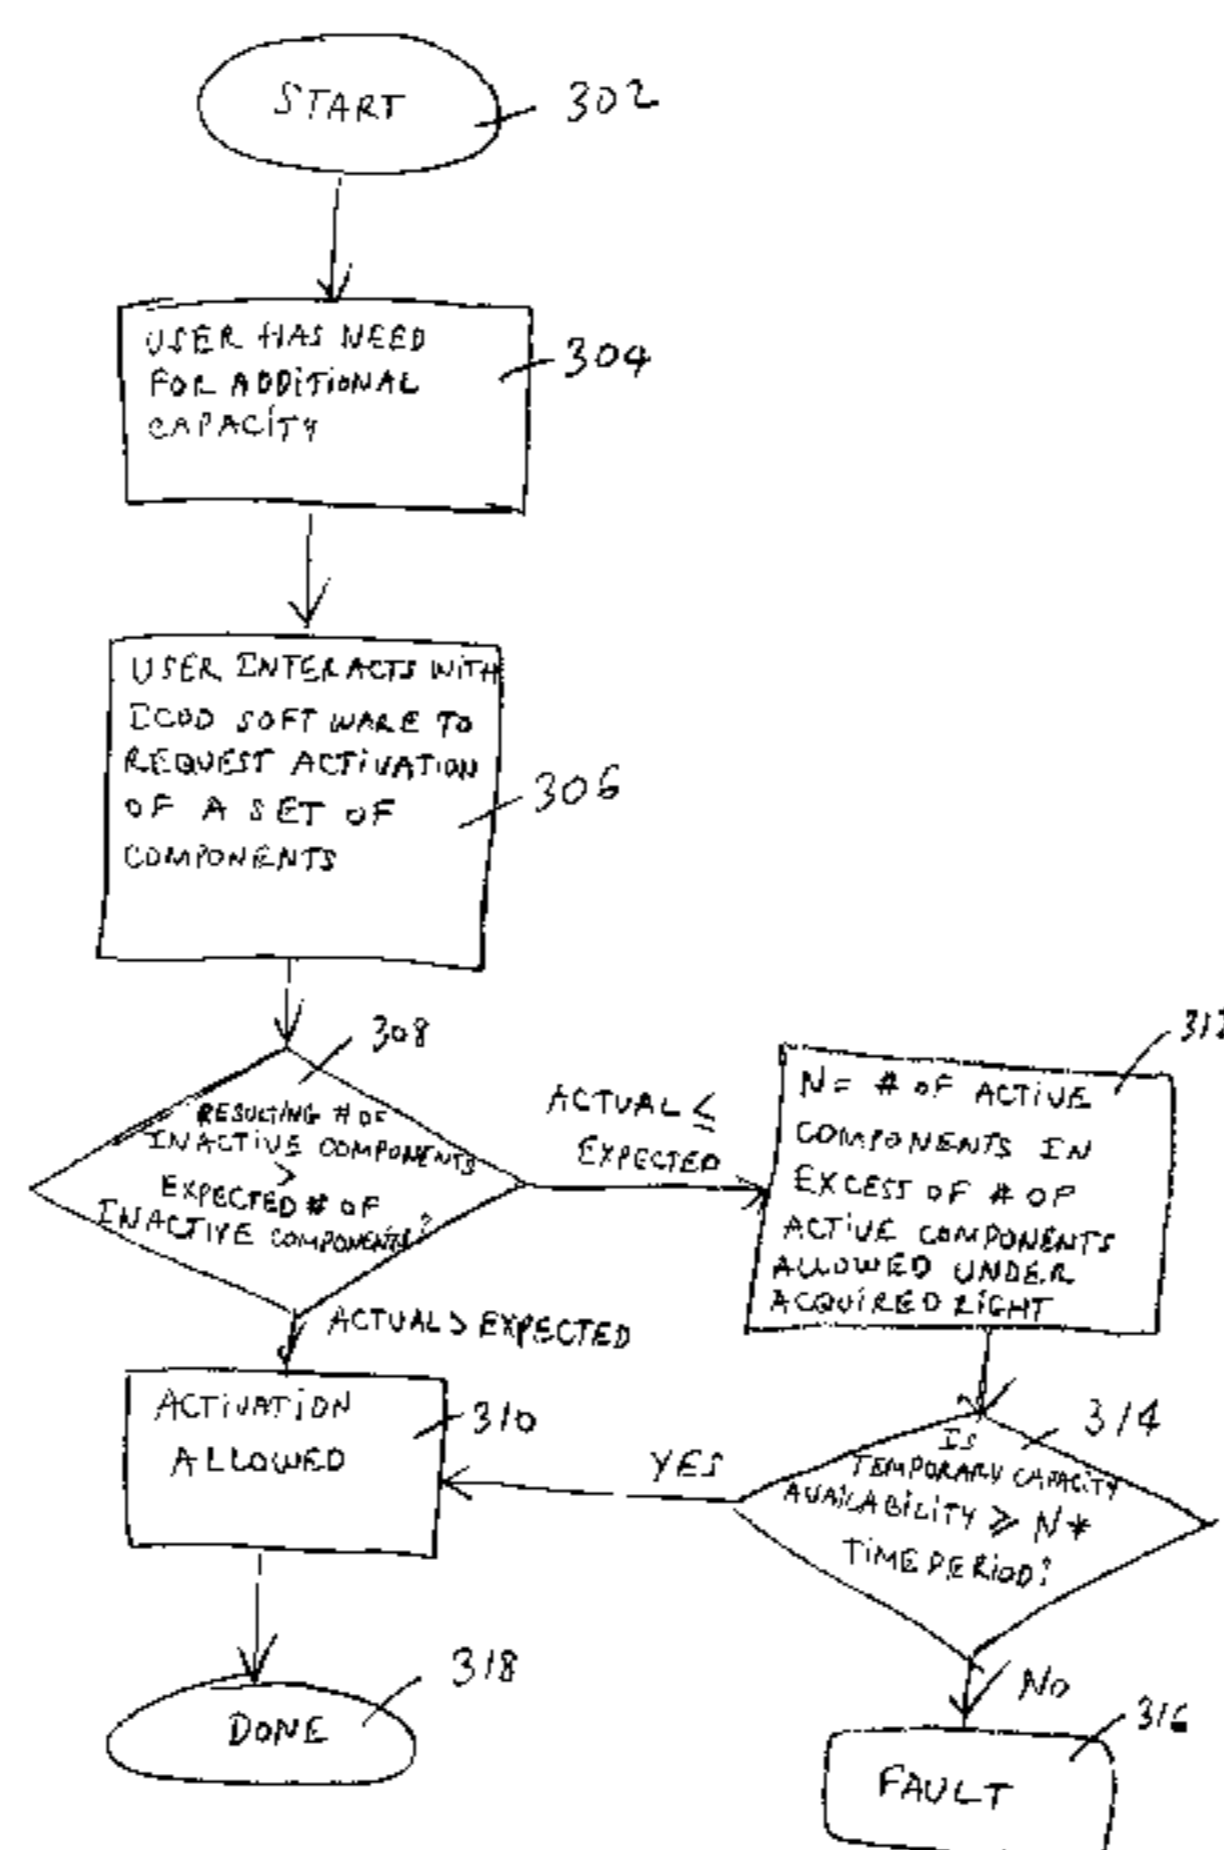 START
302
USER HAS NEED
FOR ADDITIONAL
CAPACITY
304
USER INTERACTS WITH
ICOD SOFTWARE TO
REQUEST ACTIVATION
OF A SET OF
COMPONENTS
306
308
RESULTING # OF
INACTIVE COMPONENTS
>
EXPECTED # OF
INACTIVE COMPONENTS?
ACTUAL ≤
EXPECTED
312
N = # OF ACTIVE
COMPONENTS IN
EXCESS OF # OF
ACTIVE COMPONENTS
ALLOWED UNDER
ACQUIRED RIGHT
ACTUAL > EXPECTED
ACTIVATION
ALLOWED
310
YES
314
IS
TEMPORARY CAPACITY
AVAILABILITY ≥ N *
TIME PERIOD?
NO
318
DONE
316
FAULT